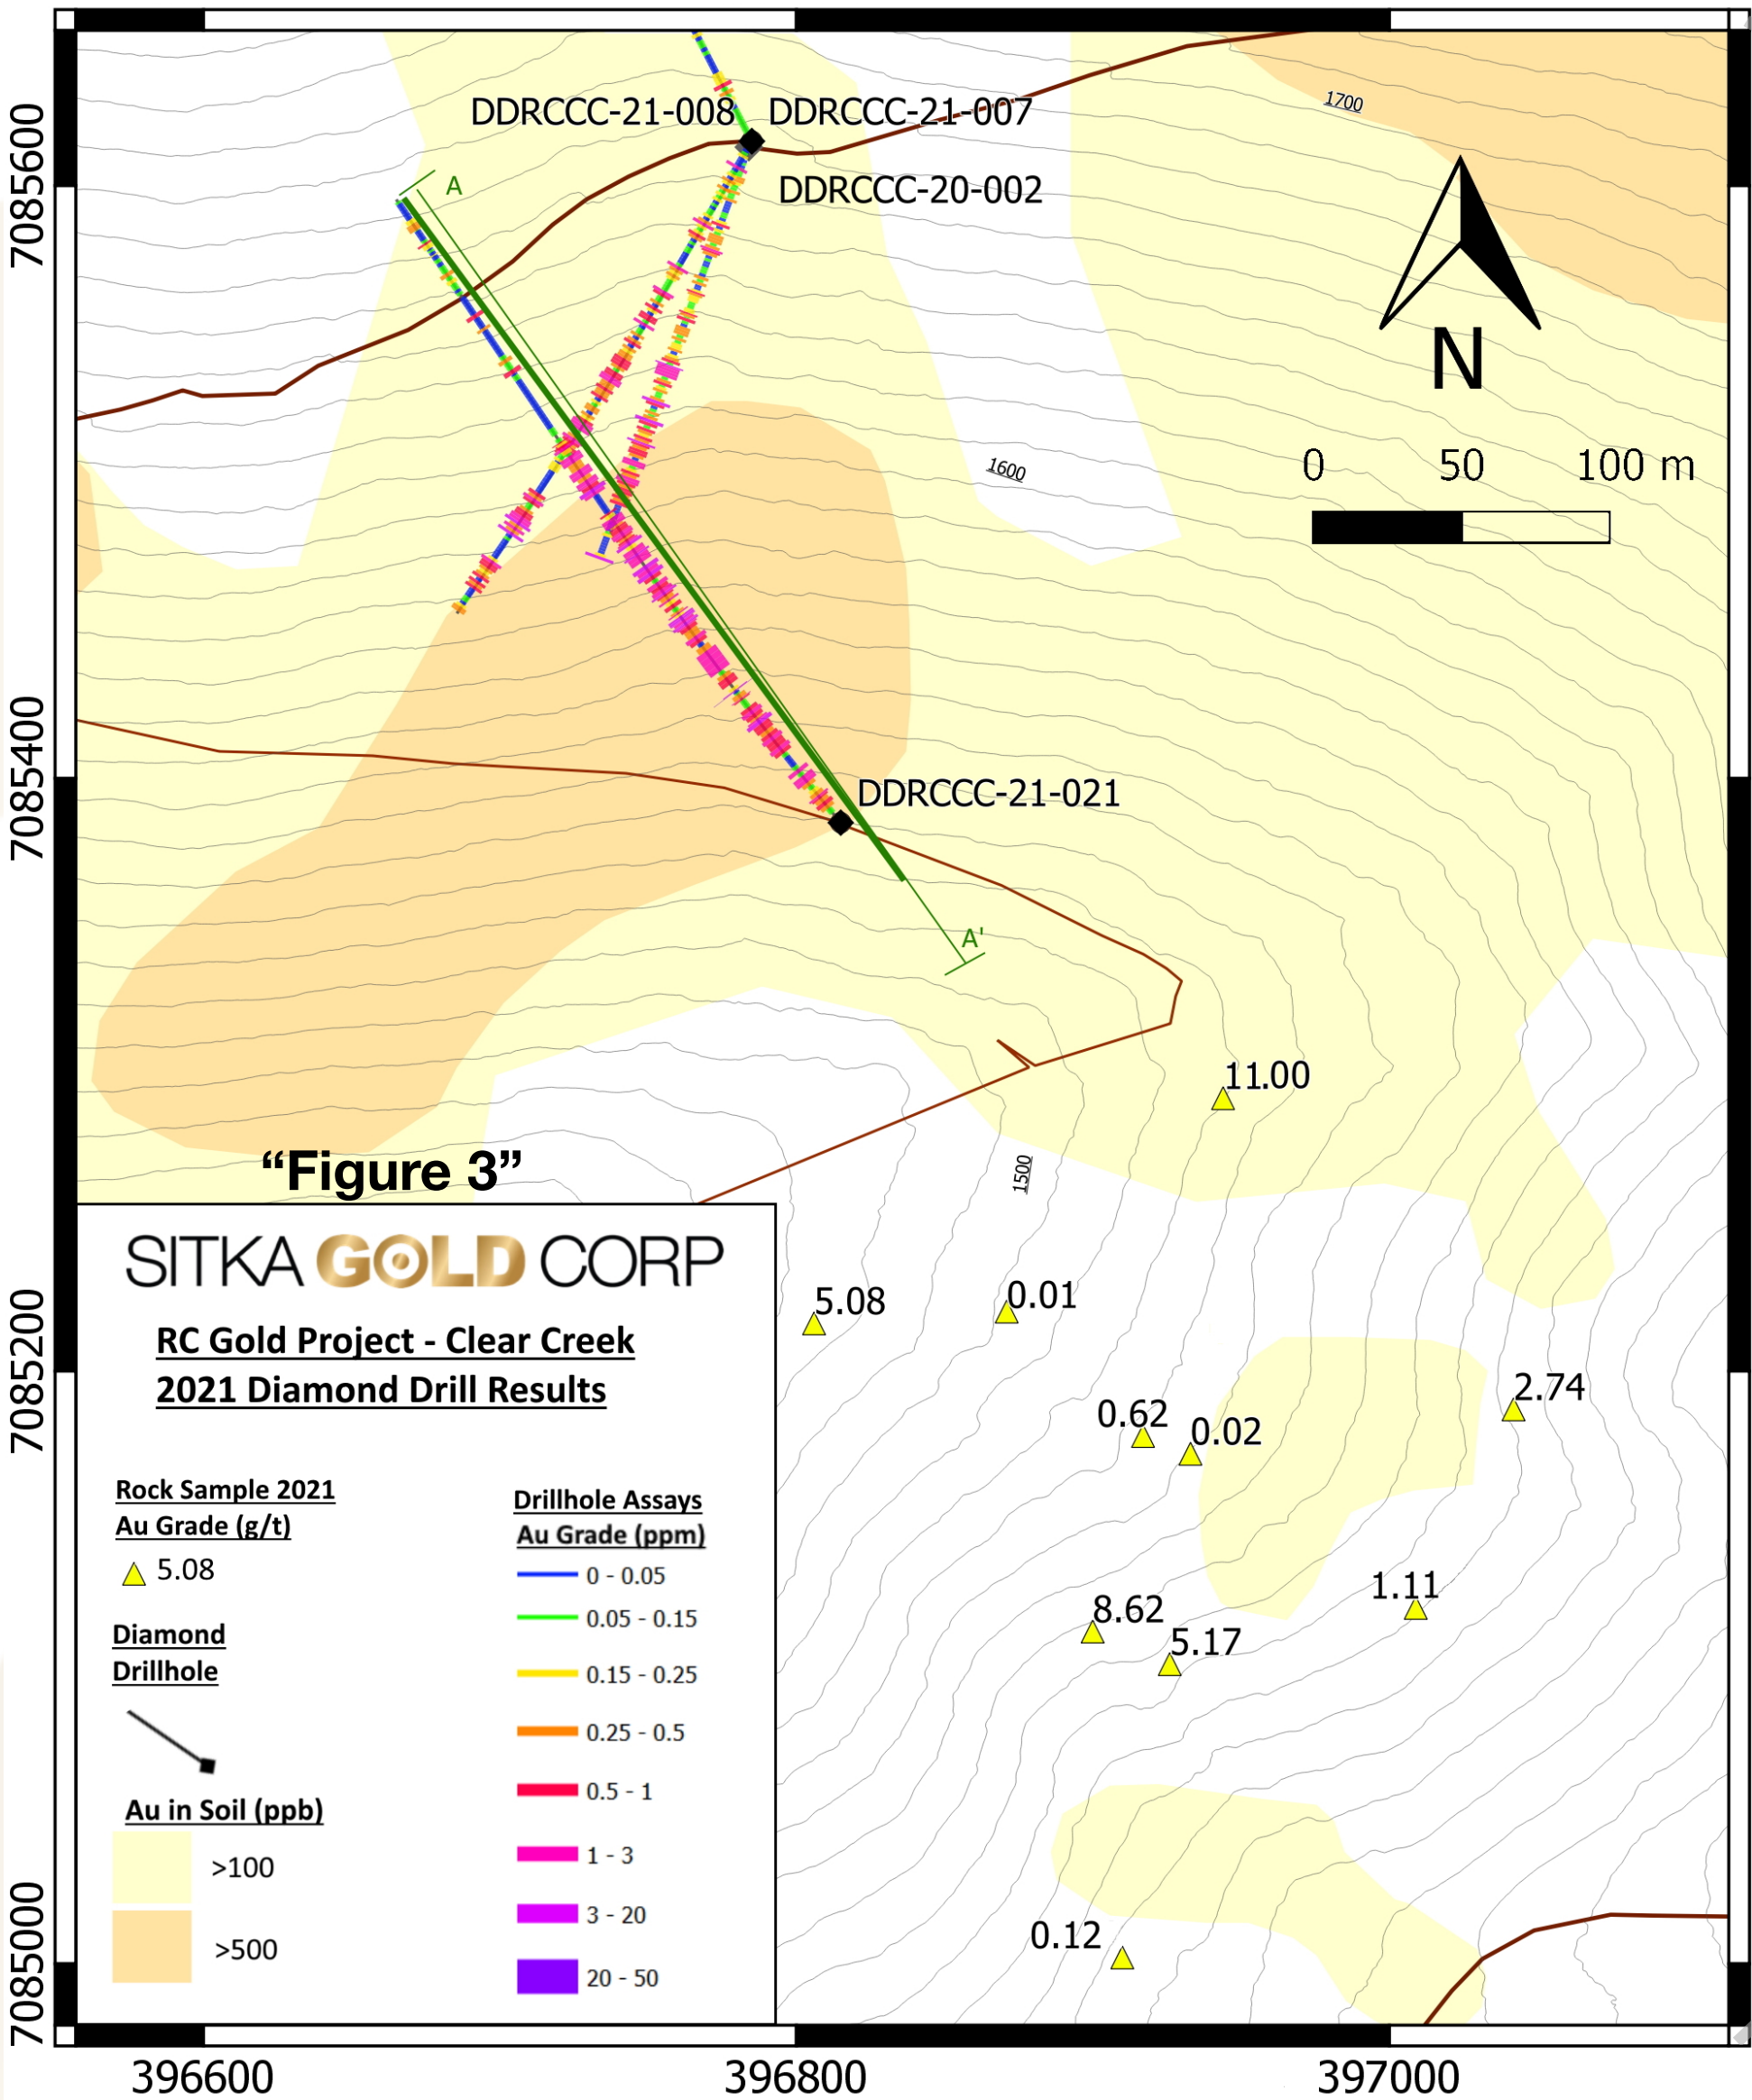 DDRCCC-21-008
DDRCCC-21-007
1700
7085600
A
DDRCCC-20-002
N
0 50 100 m
1600
7085400
DDRCCC-21-021
A'
11.00
“Figure 3”
1500
SITKA GOLD CORP
RC Gold Project - Clear Creek
2021 Diamond Drill Results
5.08
0.01
7085200
2.74
0.62
0.02
Rock Sample 2021
Au Grade (g/t)
5.08
Diamond
Drillhole
Au in Soil (ppb)
>100
>500
Drillhole Assays
Au Grade (ppm)
0 - 0.05
0.05 - 0.15
0.15 - 0.25
0.25 - 0.5
0.5 - 1
1 - 3
3 - 20
20 - 50
1.11
8.62
5.17
0.12
7085000
396600 396800 397000